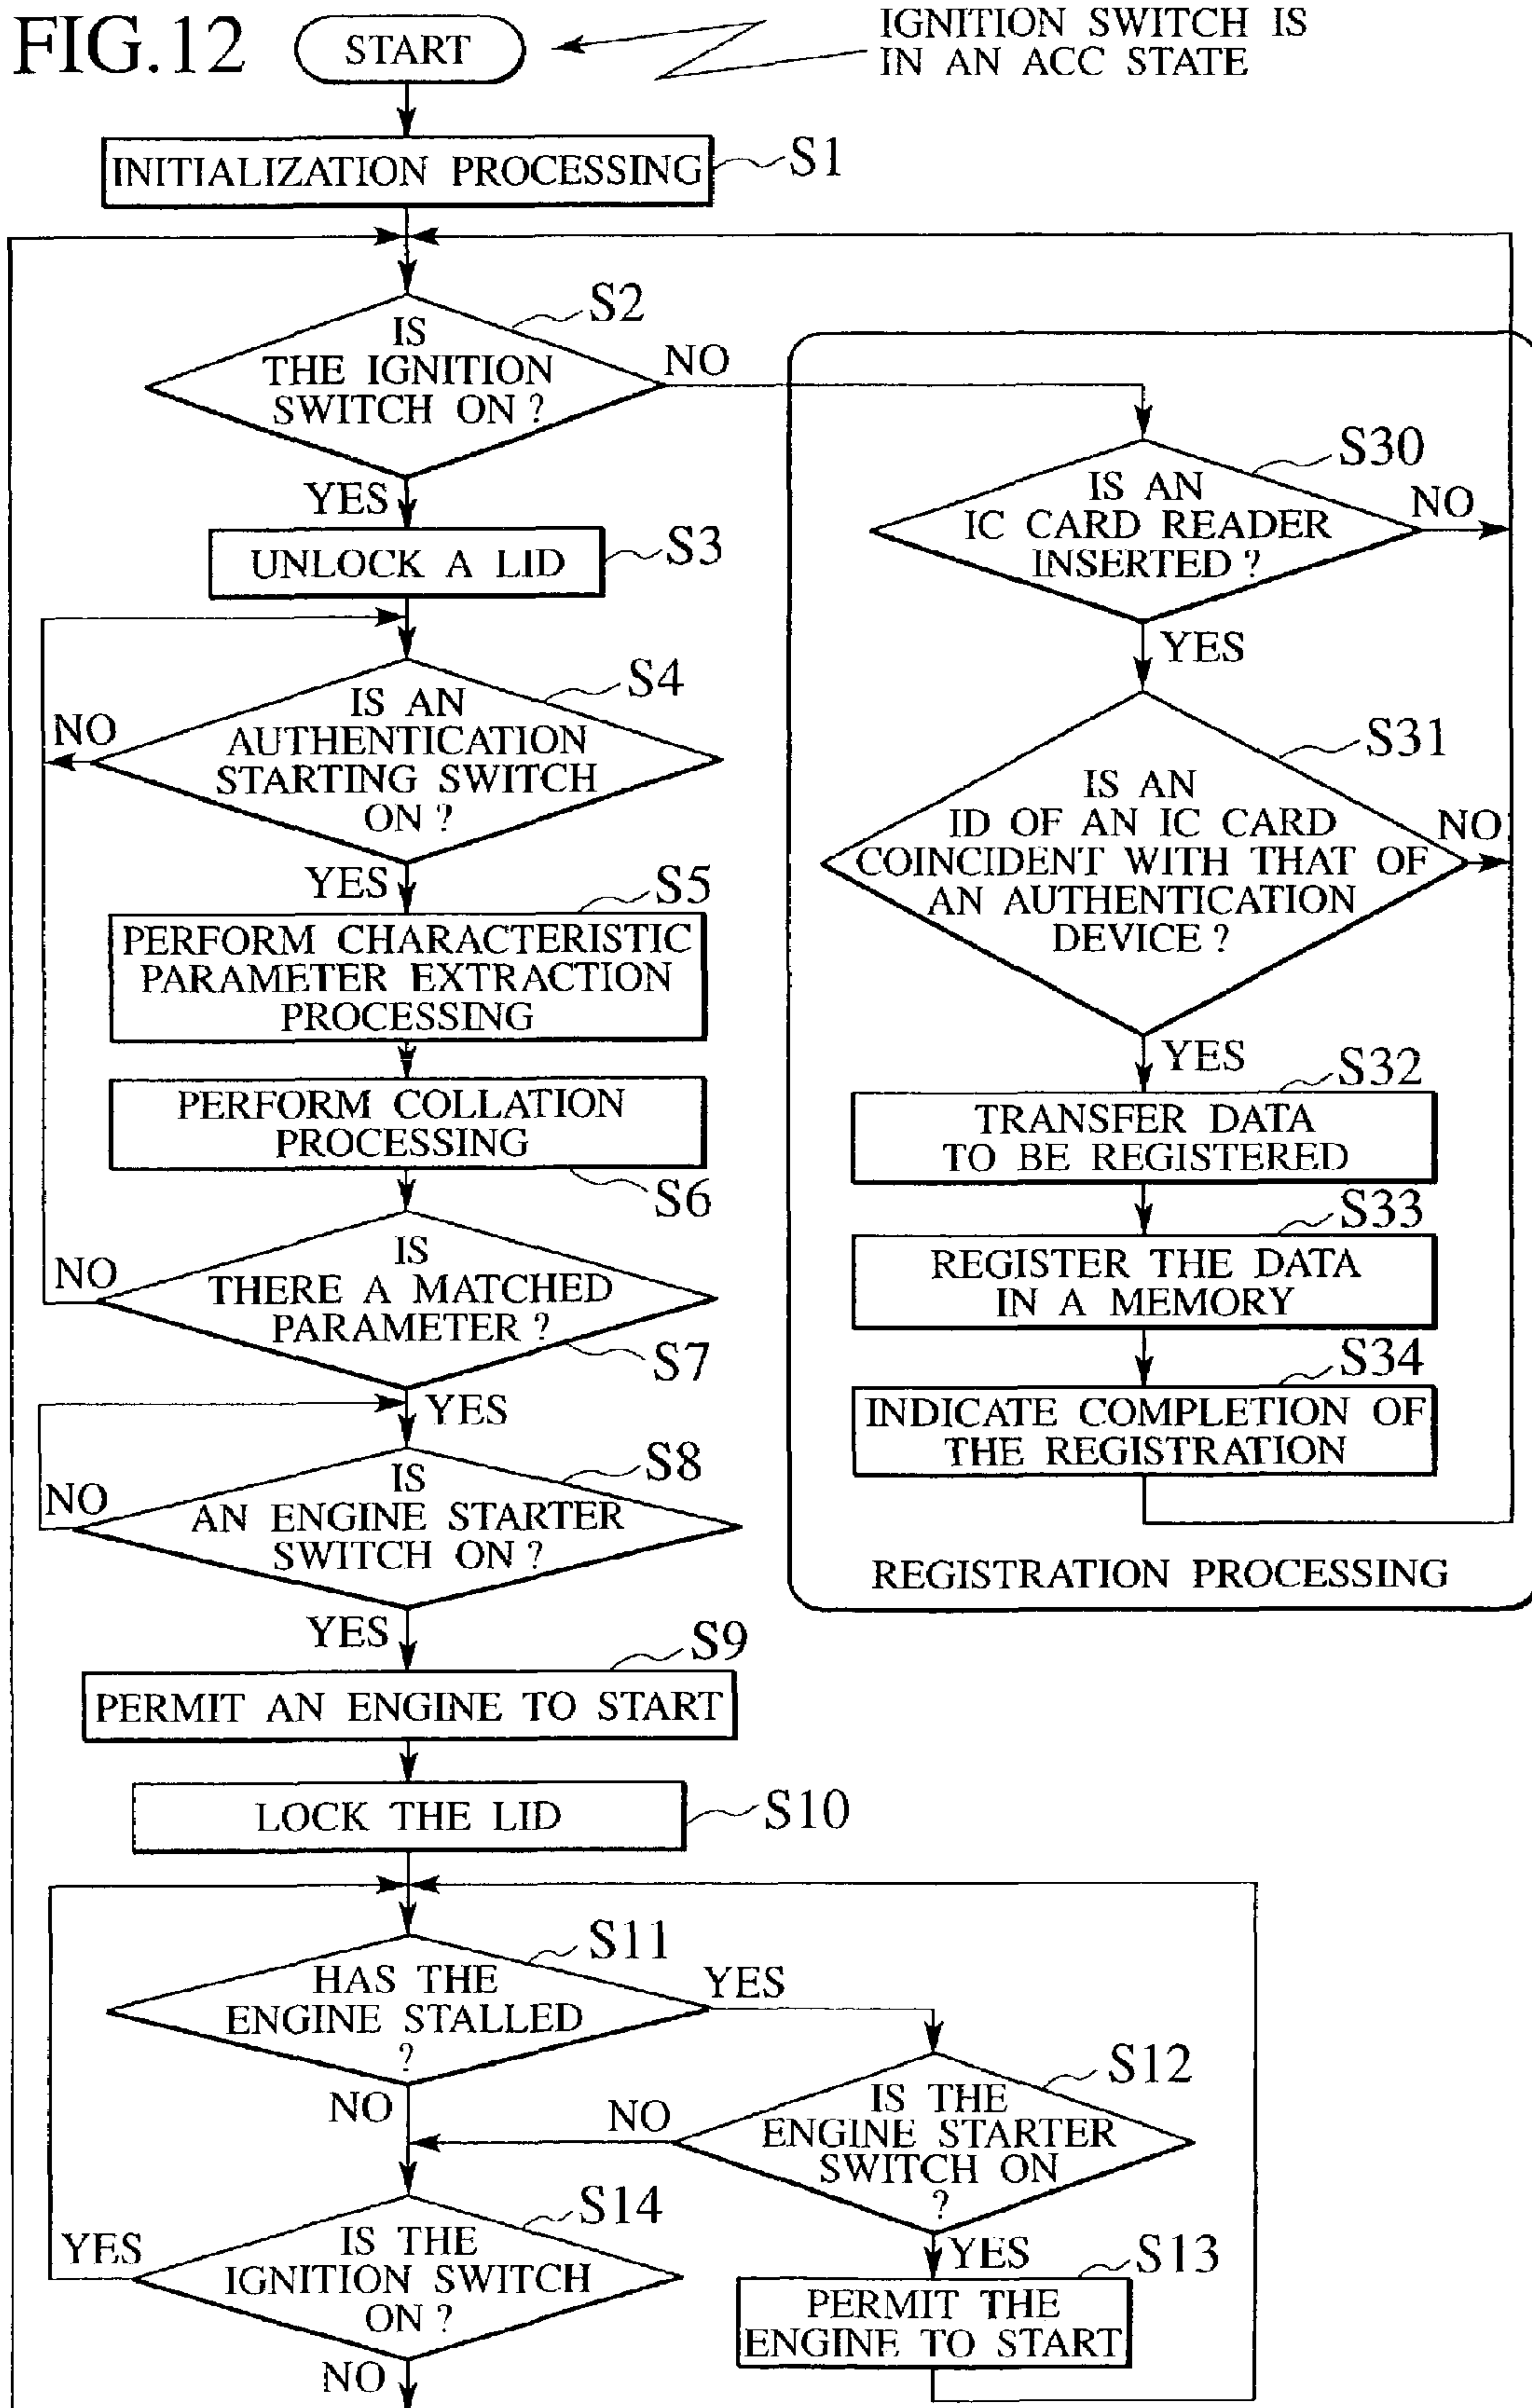 FIG.12
START
IGNITION SWITCH IS
IN AN ACC STATE
INITIALIZATION PROCESSING
S1
IS
THE IGNITION
SWITCH ON ?
S2
NO
YES
UNLOCK A LID
S3
IS AN
AUTHENTICATION
STARTING SWITCH
ON ?
S4
NO
YES
PERFORM CHARACTERISTIC
PARAMETER EXTRACTION
PROCESSING
S5
PERFORM COLLATION
PROCESSING
S6
IS
THERE A MATCHED
PARAMETER ?
S7
NO
YES
IS
AN ENGINE STARTER
SWITCH ON ?
S8
NO
YES
PERMIT AN ENGINE TO START
S9
LOCK THE LID
S10
HAS THE
ENGINE STALLED
?
S11
YES
NO
IS THE
ENGINE STARTER
SWITCH ON
?
S12
NO
YES
PERMIT THE
ENGINE TO START
S13
IS THE
IGNITION SWITCH
ON ?
S14
YES
NO
IS AN
IC CARD READER
INSERTED ?
S30
NO
YES
IS AN
ID OF AN IC CARD
COINCIDENT WITH THAT OF
AN AUTHENTICATION
DEVICE ?
S31
NO
YES
TRANSFER DATA
TO BE REGISTERED
S32
REGISTER THE DATA
IN A MEMORY
S33
INDICATE COMPLETION OF
THE REGISTRATION
S34
REGISTRATION PROCESSING